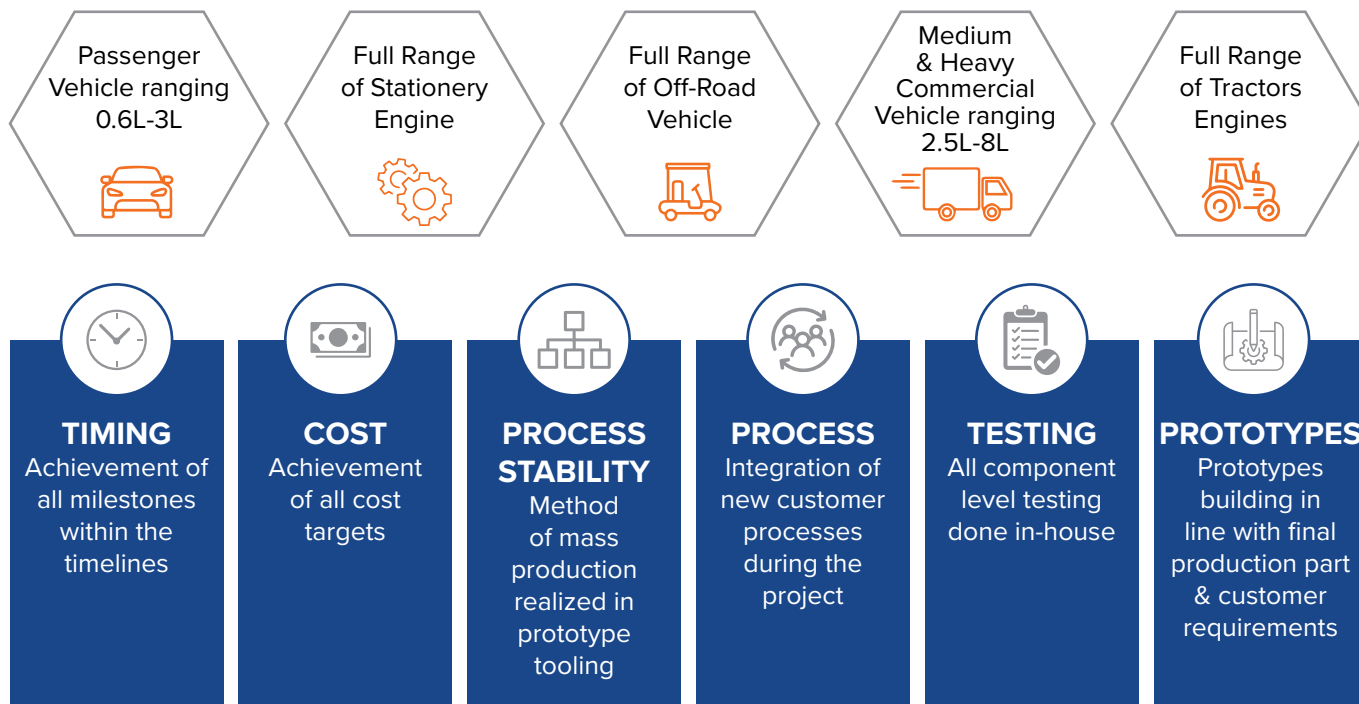 Passenger
Vehicle ranging
0.6L-3L
Full Range
of Stationery
Engine
Full Range
of Off-Road
Vehicle
Medium
& Heavy
Commercial
Vehicle ranging
2.5L-8L
Full Range
of Tractors
Engines
TIMING
Achievement of
all milestones
within the
timelines
COST
Achievement
of all cost
targets
PROCESS
STABILITY
Method
of mass
production
realized in
prototype
tooling
PROCESS
Integration of
new customer
processes
during the
project
TESTING
All component
level testing
done in-house
PROTOTYPES
Prototypes
building in
line with final
production part
& customer
requirements